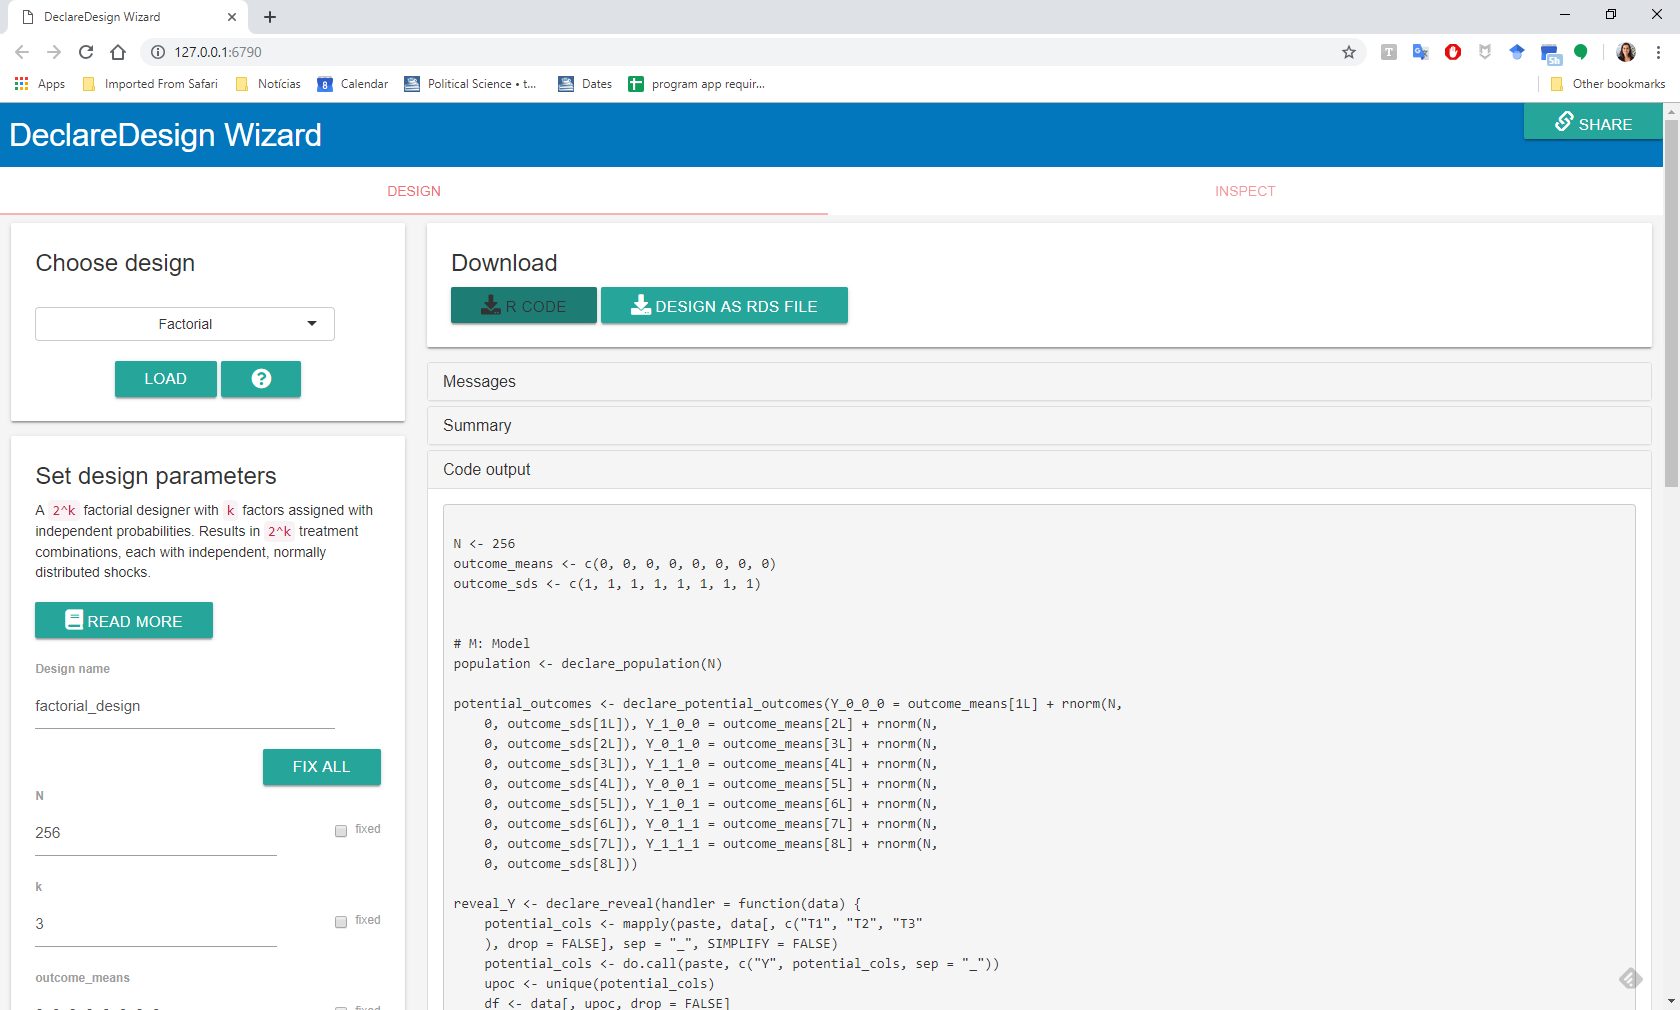 DeclareDesign Wizard
127.0.0.1:6790
Apps
Imported From Safari
Notícias
8
Calendar
Political Science • t...
Dates
program app requir...
Other bookmarks
DeclareDesign Wizard
SHARE
DESIGN
INSPECT
Choose design
Factorial
LOAD
?
Set design parameters
A 2^k factorial designer with k factors assigned with
independent probabilities. Results in 2^k treatment
combinations, each with independent, normally
distributed shocks.
READ MORE
Design name
factorial_design
FIX ALL
N
256
fixed
k
3
fixed
outcome_means
fixed
Download
R CODE
DESIGN AS RDS FILE
Messages
Summary
Code output
N <- 256
outcome_means <- c(0, 0, 0, 0, 0, 0, 0, 0)
outcome_sds <- c(1, 1, 1, 1, 1, 1, 1, 1)
# M: Model
population <- declare_population(N)
potential_outcomes <- declare_potential_outcomes(Y_0_0_0 = outcome_means[1L] + rnorm(N,
0, outcome_sds[1L]), Y_1_0_0 = outcome_means[2L] + rnorm(N,
0, outcome_sds[2L]), Y_0_1_0 = outcome_means[3L] + rnorm(N,
0, outcome_sds[3L]), Y_1_1_0 = outcome_means[4L] + rnorm(N,
0, outcome_sds[4L]), Y_0_0_1 = outcome_means[5L] + rnorm(N,
0, outcome_sds[5L]), Y_1_0_1 = outcome_means[6L] + rnorm(N,
0, outcome_sds[6L]), Y_0_1_1 = outcome_means[7L] + rnorm(N,
0, outcome_sds[7L]), Y_1_1_1 = outcome_means[8L] + rnorm(N,
0, outcome_sds[8L]))
reveal_Y <- declare_reveal(handler = function(data) {
potential_cols <- mapply(paste, data[, c("T1", "T2", "T3"
), drop = FALSE], sep = "_", SIMPLIFY = FALSE)
potential_cols <- do.call(paste, c("Y", potential_cols, sep = "_"))
upoc <- unique(potential_cols)
df <- data[, upoc, drop = FALSE]